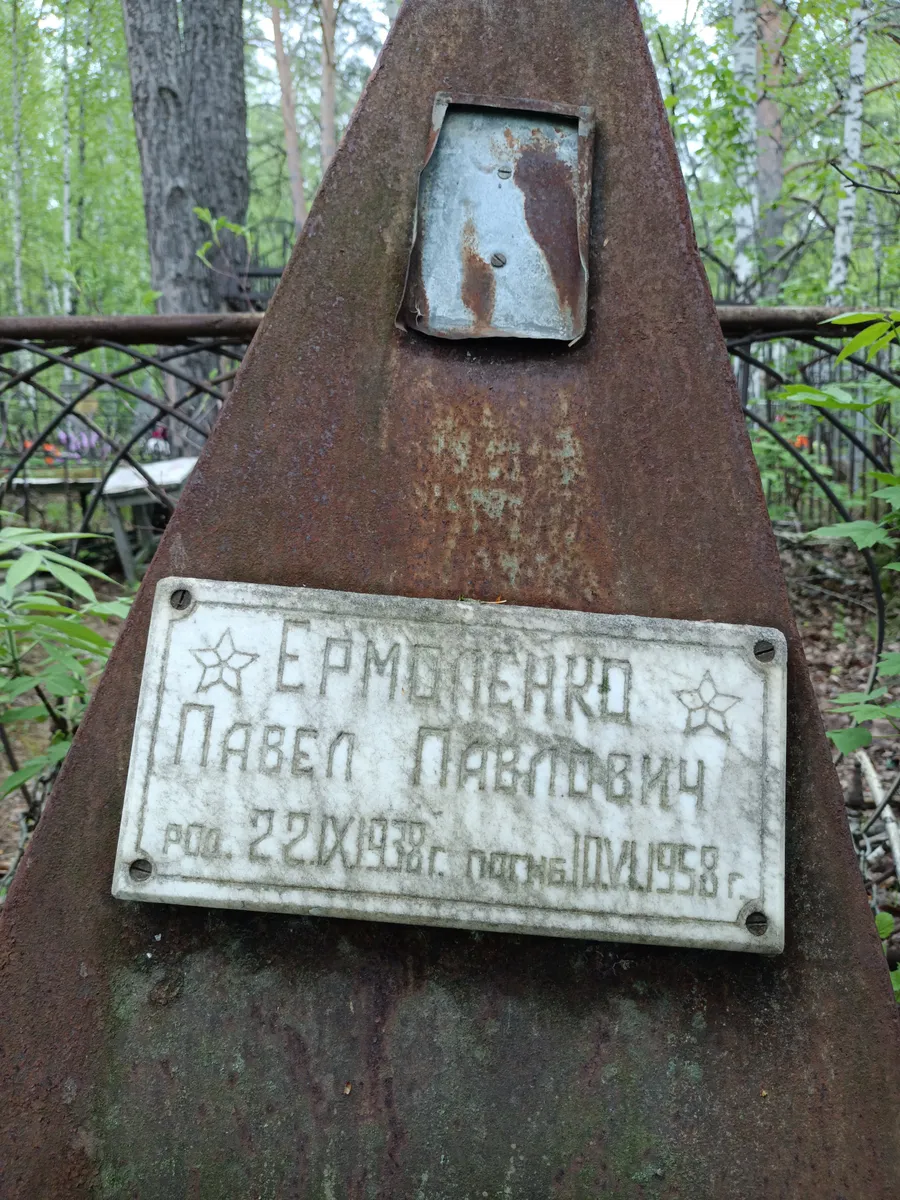 Ермоленко
Павел Павлович
род. 22.IX.1938 г. погиб 10.VI.1958 г.